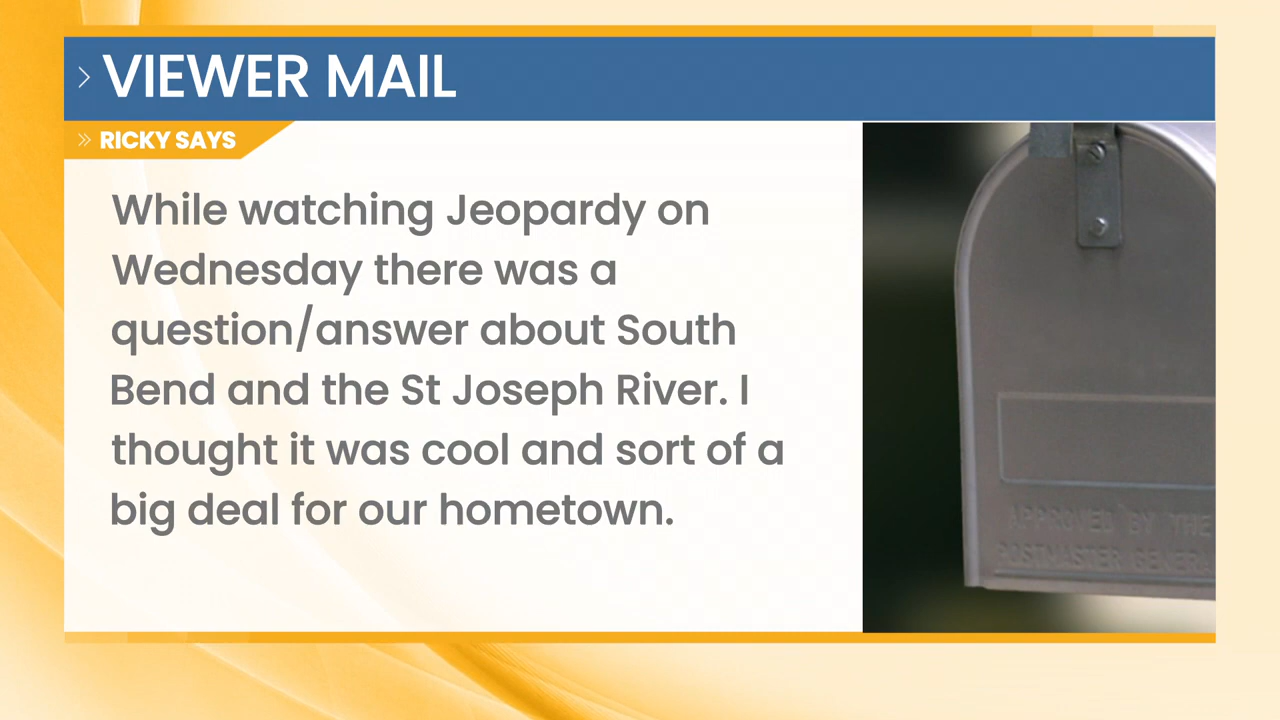 VIEWER MAIL
RICKY SAYS
While watching Jeopardy on
Wednesday there was a
question/answer about South
Bend and the St Joseph River. I
thought it was cool and sort of a
big deal for our hometown.
APPROVED BY THE
POSTMASTER GENERAL